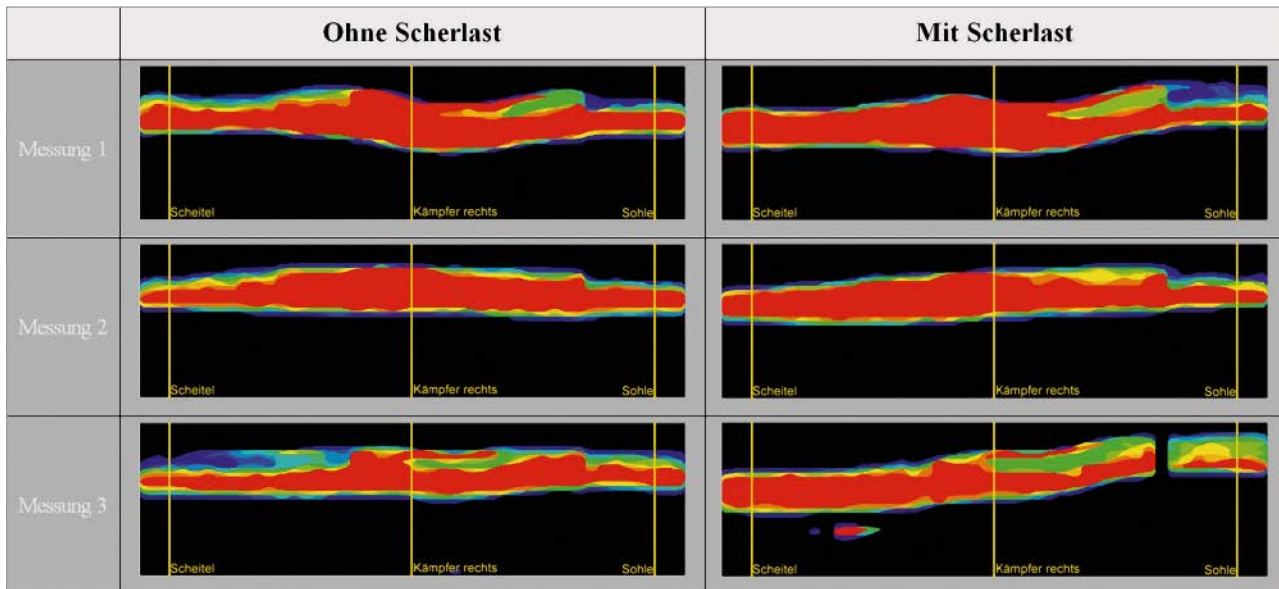 Ohne Scherlast
Mit Scherlast
Messung 1
Scheitel
Kämpfer rechts
Sohle
Scheitel
Kämpfer rechts
Sohle
Messung 2
Scheitel
Kämpfer rechts
Sohle
Scheitel
Kämpfer rechts
Sohle
Messung 3
Scheitel
Kämpfer rechts
Sohle
Scheitel
Kämpfer rechts
Sohle